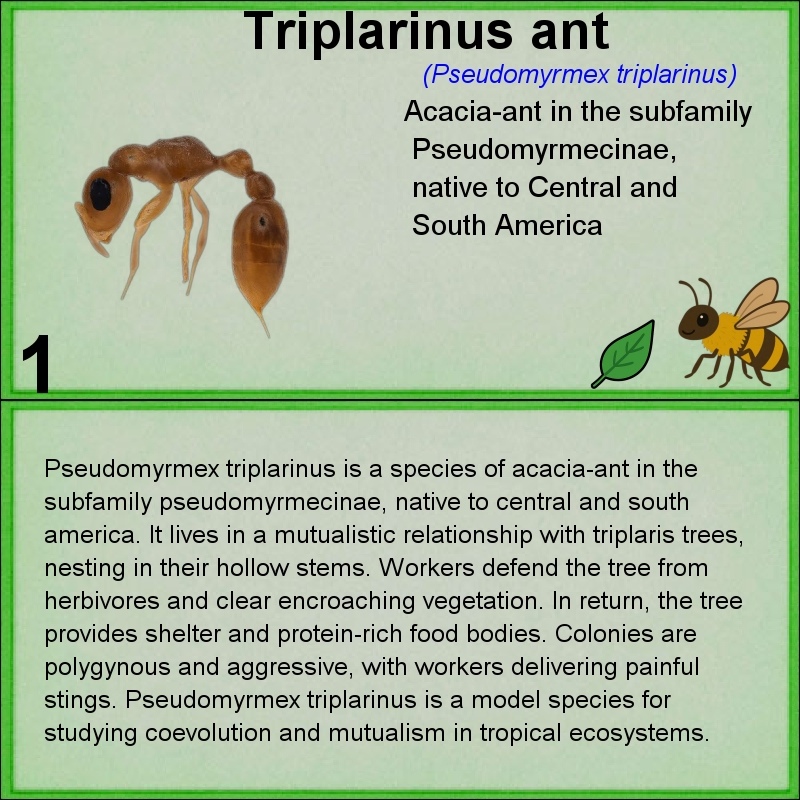 Triplarinus ant
(Pseudomyrmex triplarinus)
Acacia-ant in the subfamily
Pseudomyrmecinae,
native to Central and
South America
1
Pseudomyrmex triplarinus is a species of acacia-ant in the
subfamily pseudomyrmecinae, native to central and south
america. It lives in a mutualistic relationship with triplaris trees,
nesting in their hollow stems. Workers defend the tree from
herbivores and clear encroaching vegetation. In return, the tree
provides shelter and protein-rich food bodies. Colonies are
polygynous and aggressive, with workers delivering painful
stings. Pseudomyrmex triplarinus is a model species for
studying coevolution and mutualism in tropical ecosystems.